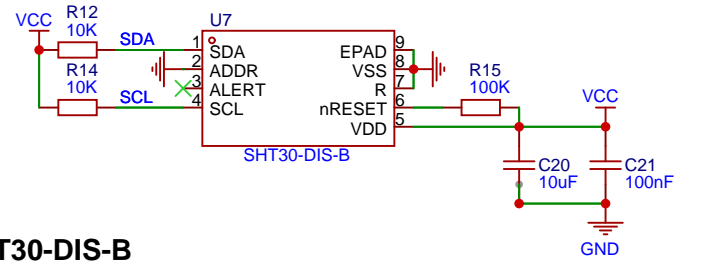 VCC
R12
10K
SDA
R14
10K
SCL
U7
1
SDA
2
ADDR
3
ALERT
4
SCL
EPAD
9
VSS
8
R
7
nRESET
6
VDD
5
SHT30-DIS-B
R15
100K
VCC
C20
10uF
C21
100nF
GND
T30-DIS-B